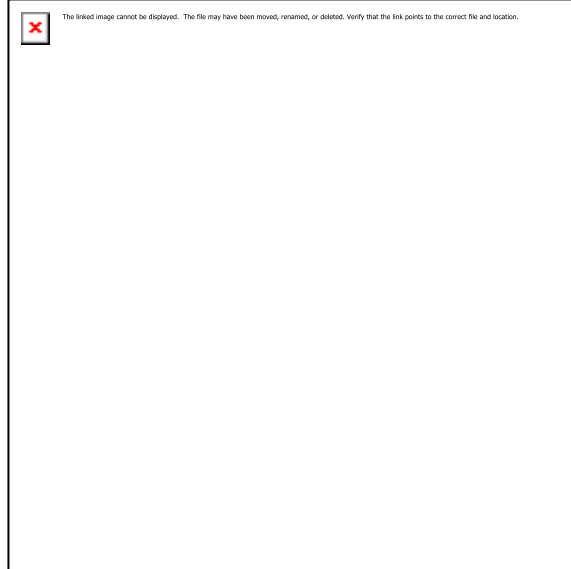 The linked image cannot be displayed.  The file may have been moved, renamed, or deleted. Verify that the link points to the correct file and location.